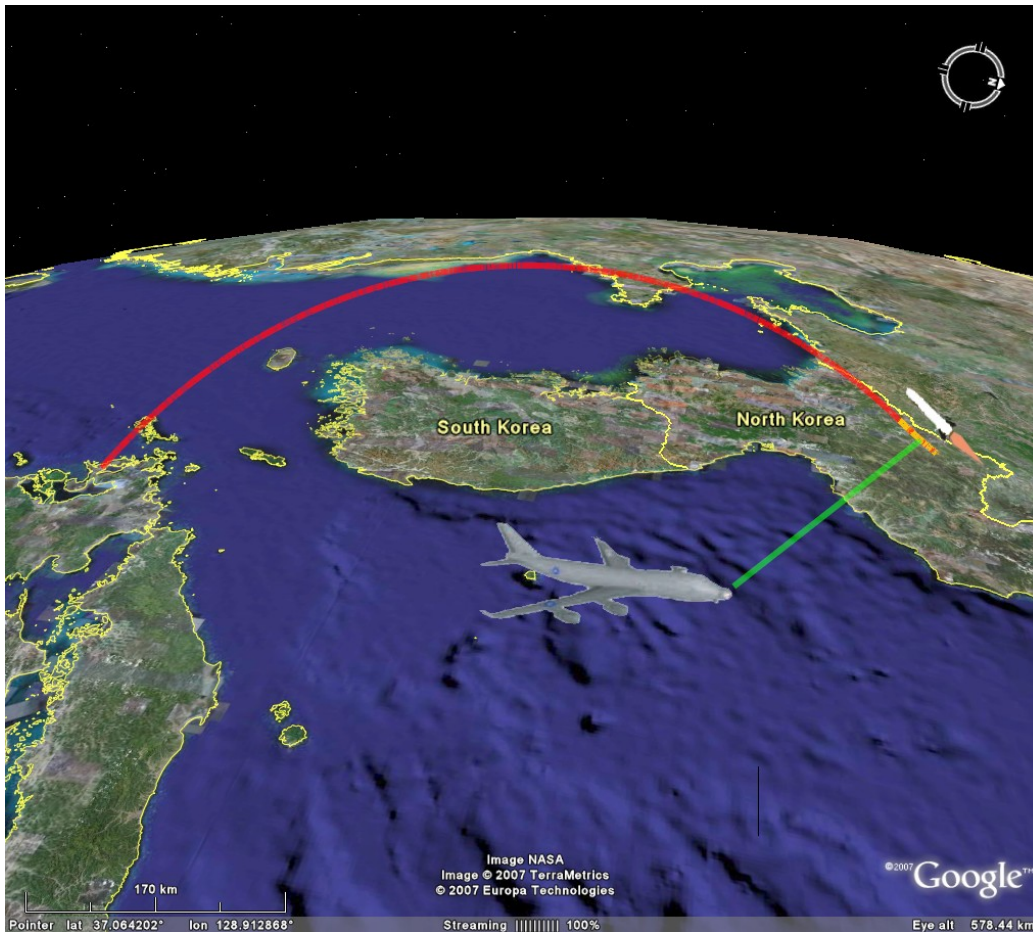 N
South Korea
North Korea
Image NASA
Image © 2007 TerraMetrics
© 2007 Europa Technologies
©2007 Google™
170 km
Pointer lat 37.064202° lon 128.912868° Streaming |||||||||| 100% Eye alt 578.44 km